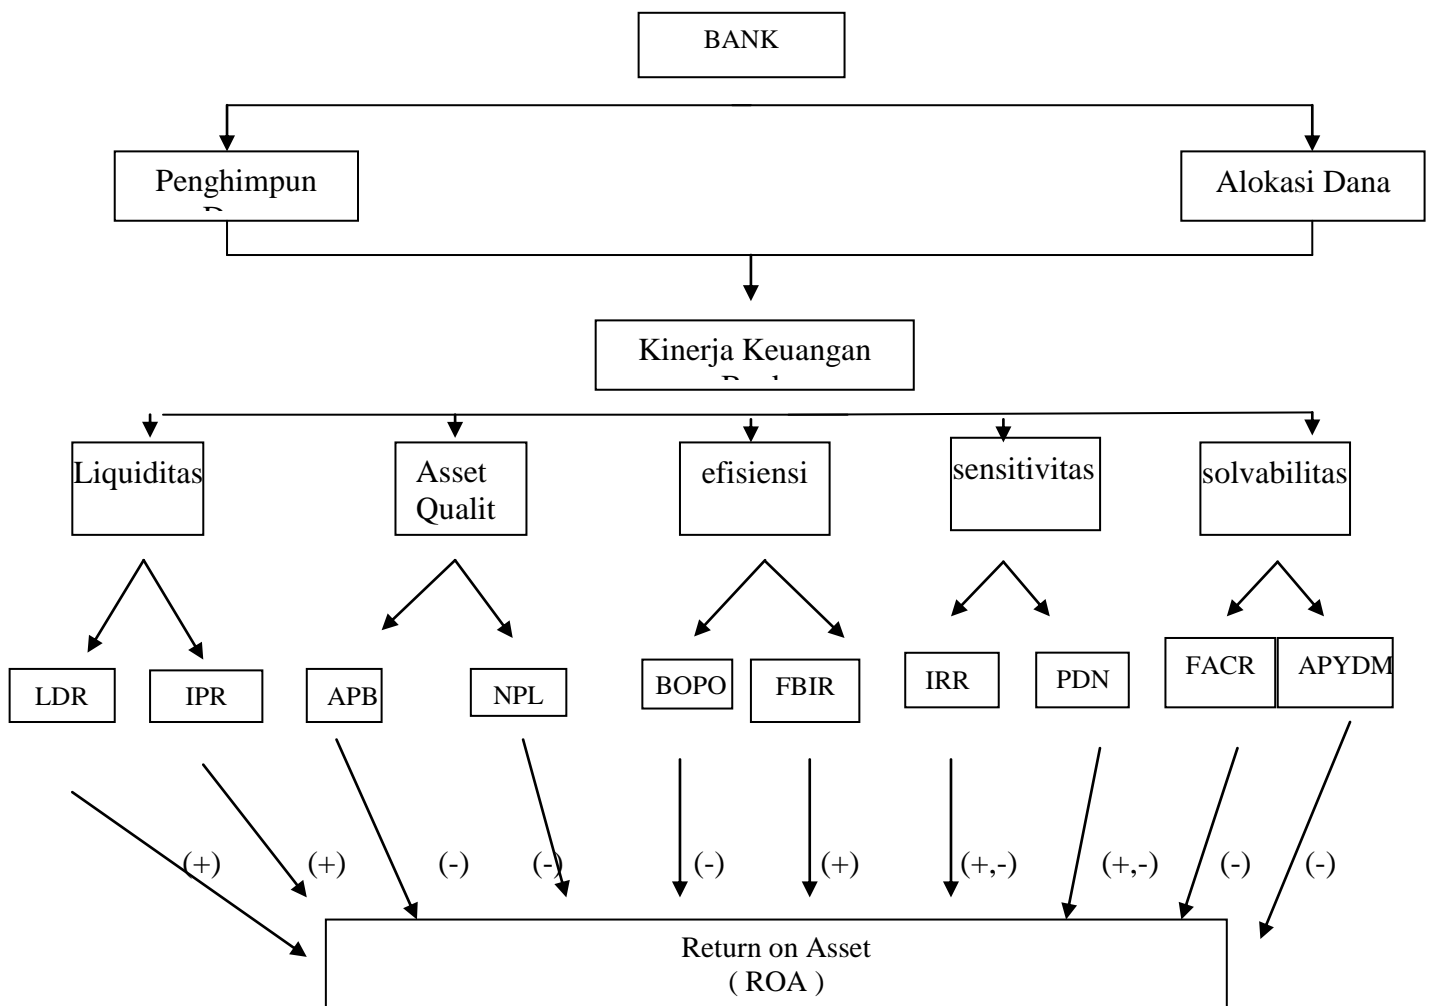 BANK
Penghimpun
Alokasi Dana
Kinerja Keuangan
Liquiditas
Asset
Qualit
efisiensi
sensitivitas
solvabilitas
LDR
IPR
APB
NPL
BOPO
FBIR
IRR
PDN
FACR
APYDM
(+)
(+)
(-)
(-)
(-)
(+)
(+,-)
(+,-)
(-)
(-)
Return on Asset
( ROA )